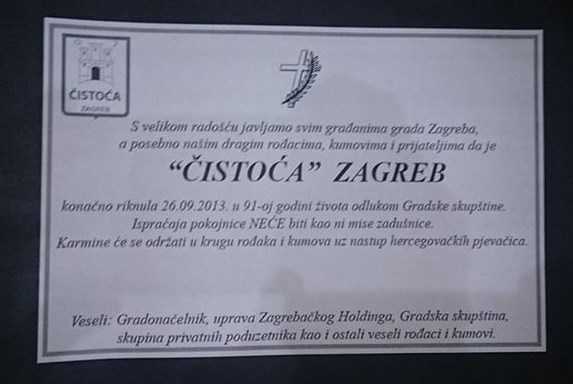 ČISTOĆA
ZAGREB
S velikom radošću javljamo svim građanima grada Zagreba,
a posebno našim dragim rođacima, kumovima i prijateljima da je
“ČISTOĆA” ZAGREB
konačno riknula 26.09.2013. u 91-oj godini života odlukom Gradske skupštine.
Ispraćaja pokojnice NEĆE biti kao ni mise zadušnice.
Karmine će se održati u krugu rođaka i kumova uz nastup hercegovačkih pjevačica.
Veseli: Gradonačelnik, uprava Zagrebačkog Holdinga, Gradska skupština,
skupina privatnih poduzetnika kao i ostali veseli rođaci i kumovi.